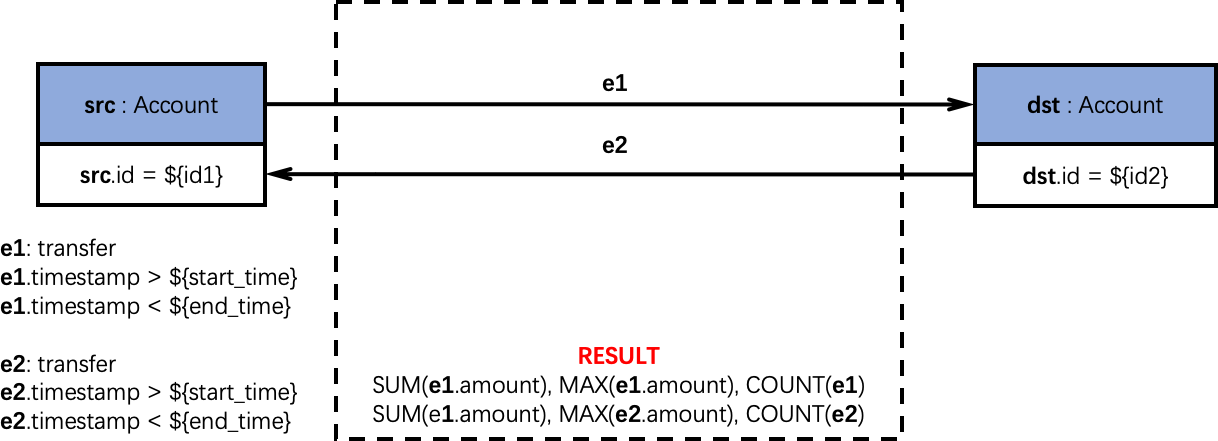 e1
src : Account
dst : Account
e2
src.id = ${id1}
dst.id = ${id2}
e1: transfer
e1.timestamp > ${start_time}
e1.timestamp < ${end_time}
e2: transfer
e2.timestamp > ${start_time}
e2.timestamp < ${end_time}
RESULT
SUM(e1.amount), MAX(e1.amount), COUNT(e1)
SUM(e1.amount), MAX(e2.amount), COUNT(e2)